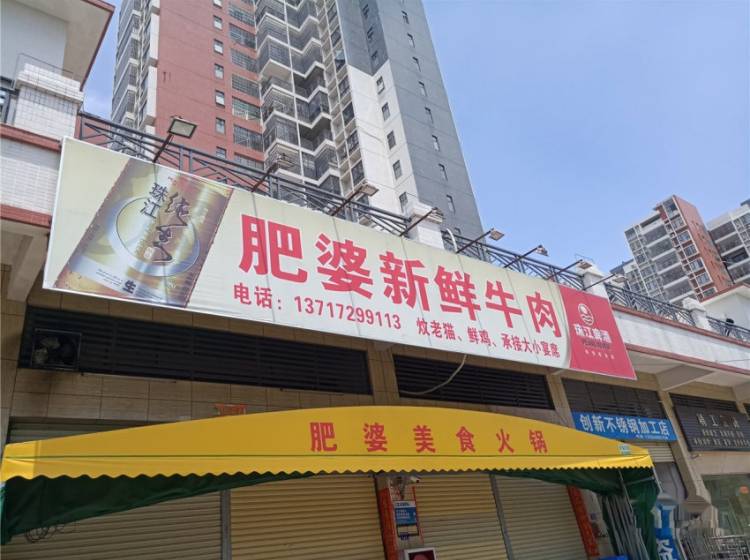 珠江
纯生
肥婆新鲜牛肉
电话：13717299113 炆老猫、鲜鸡、承接大小宴席
珠江啤酒
肥婆美食火锅
创新不锈钢加工店